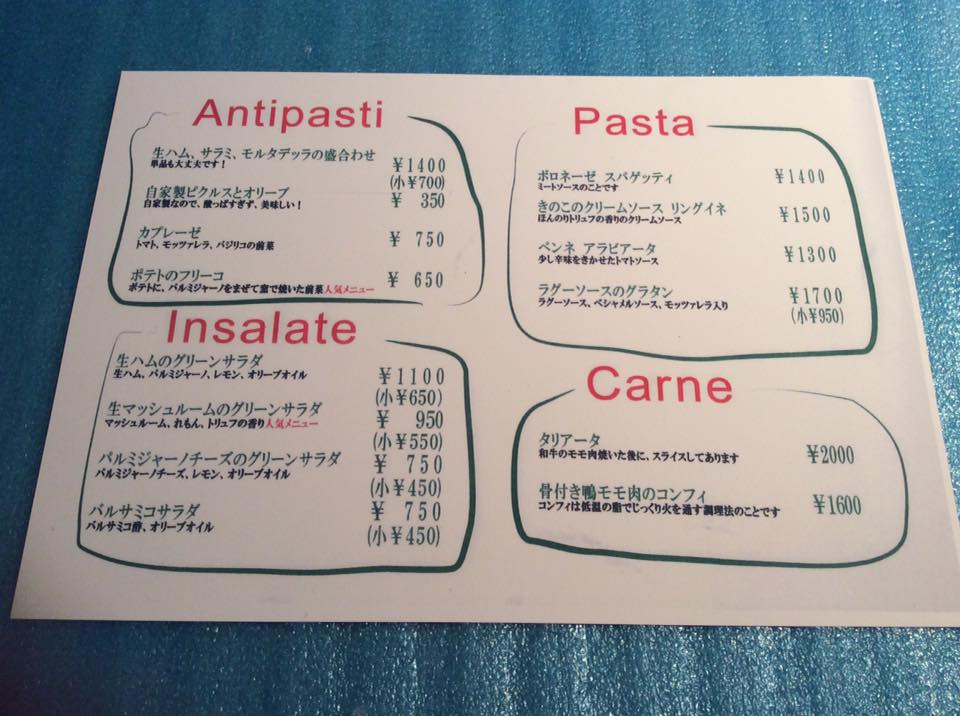 Antipasti
生ハム、サラミ、モルタデッラの盛合わせ
単品も大丈夫です！
¥1400
(小¥700)
自家製ピクルスとオリーブ
自家製なので、酸っぱすぎず、美味しい！
¥ 350
カプレーゼ
トマト、モッツァレラ、バジリコの前菜
¥ 750
ポテトのフリーコ
ポテトに、パルミジャーノをまぜて窯で焼いた前菜人気メニュー
¥ 650
Insalate
生ハムのグリーンサラダ
生ハム、パルミジャーノ、レモン、オリーブオイル
¥1100
(小¥650)
生マッシュルームのグリーンサラダ
マッシュルーム、れもん、トリュフの香り人気メニュー
¥ 950
(小¥550)
パルミジャーノチーズのグリーンサラダ
パルミジャーノチーズ、レモン、オリーブオイル
¥ 750
(小¥450)
バルサミコサラダ
バルサミコ酢、オリーブオイル
¥ 750
(小¥450)
Pasta
ボロネーゼ スパゲッティ
ミートソースのことです
¥1400
きのこのクリームソース リングイネ
ほんのりトリュフの香りのクリームソース
¥1500
ペンネ アラビアータ
少し辛味をきかせたトマトソース
¥1300
ラグーソースのグラタン
ラグーソース、ベシャメルソース、モッツァレラ入り
¥1700
(小¥950)
Carne
タリアータ
和牛のモモ肉焼いた後に、スライスしてあります
¥2000
骨付き鴨モモ肉のコンフィ
コンフィは低温の脂でじっくり火を通す調理法のことです
¥1600